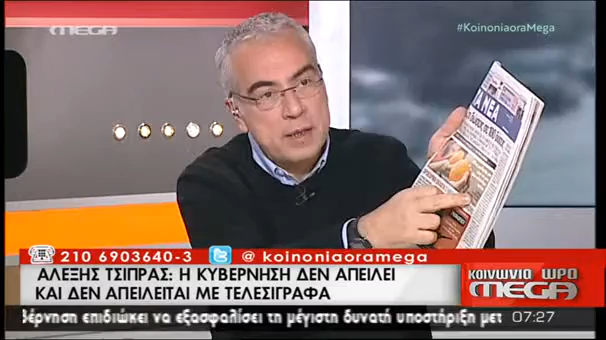 MEGA
#KoinoniaoraMega
ΤΑ ΝΕΑ
210 6903640-3
@ koinoniaoramega
ΑΛΕΞΗΣ ΤΣΙΠΡΑΣ: Η ΚΥΒΕΡΝΗΣΗ ΔΕΝ ΑΠΕΙΛΕΙ
ΚΑΙ ΔΕΝ ΑΠΕΙΛΕΙΤΑΙ ΜΕ ΤΕΛΕΣΙΓΡΑΦΑ
ΚΟΙΝΩΝΙΑ ΩΡΑ
MEGA
βέρνηση επιδιώκει να εξασφαλίσει τη μέγιστη δυνατή υποστήριξη μετ
07:27